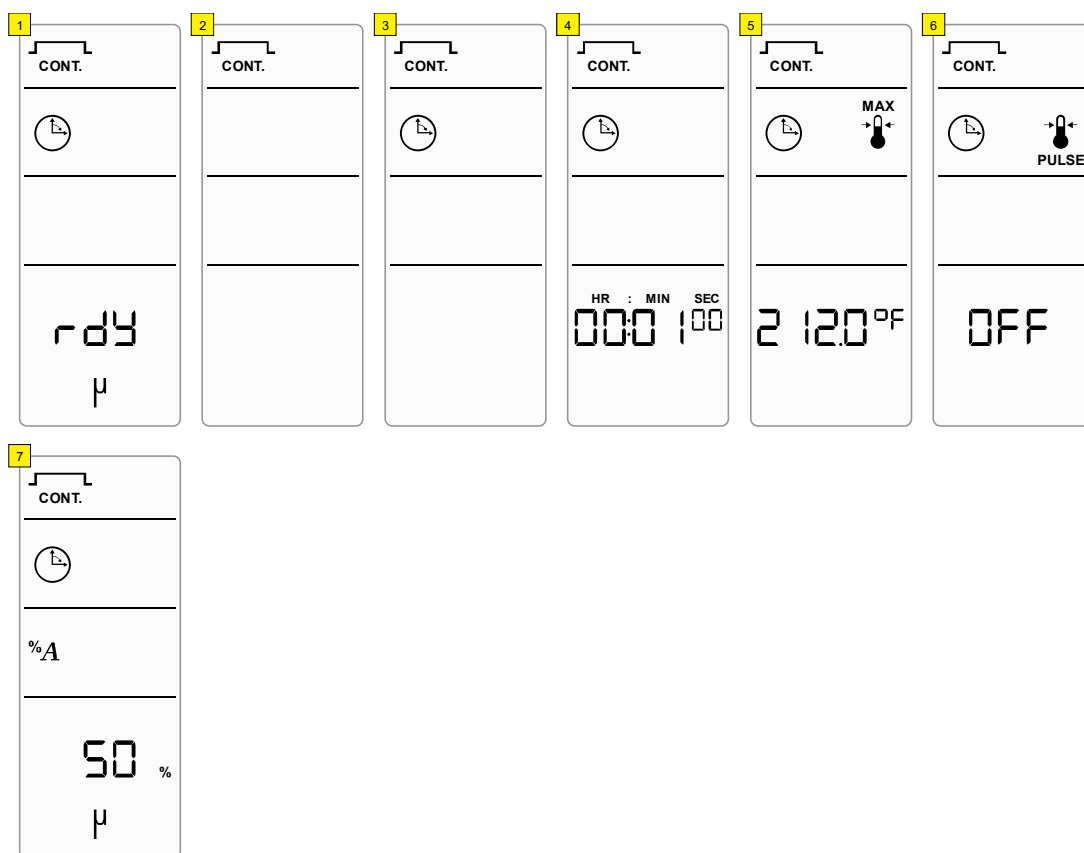 1
CONT.
rdy
µ
2
CONT.
3
CONT.
4
CONT.
HR : MIN SEC
00:01 00
5
CONT.
MAX
212.0°F
6
CONT.
PULSE
OFF
7
CONT.
%A
50 %
µ